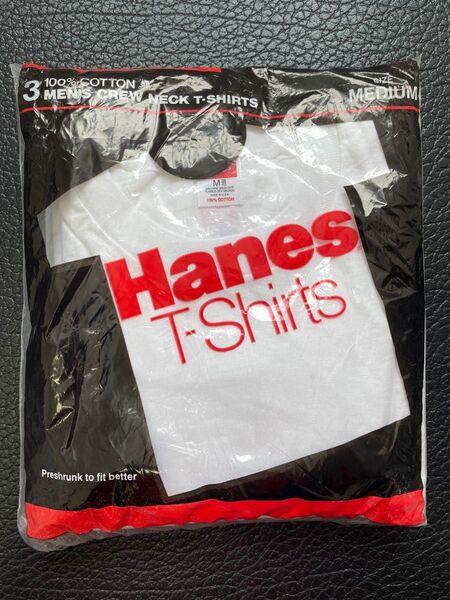 3 100% COTTON
MEN'S CREW NECK T-SHIRTS
SIZE
MEDIUM
M
100% COTTON
Hanes
T-Shirts
Preshrunk to fit better